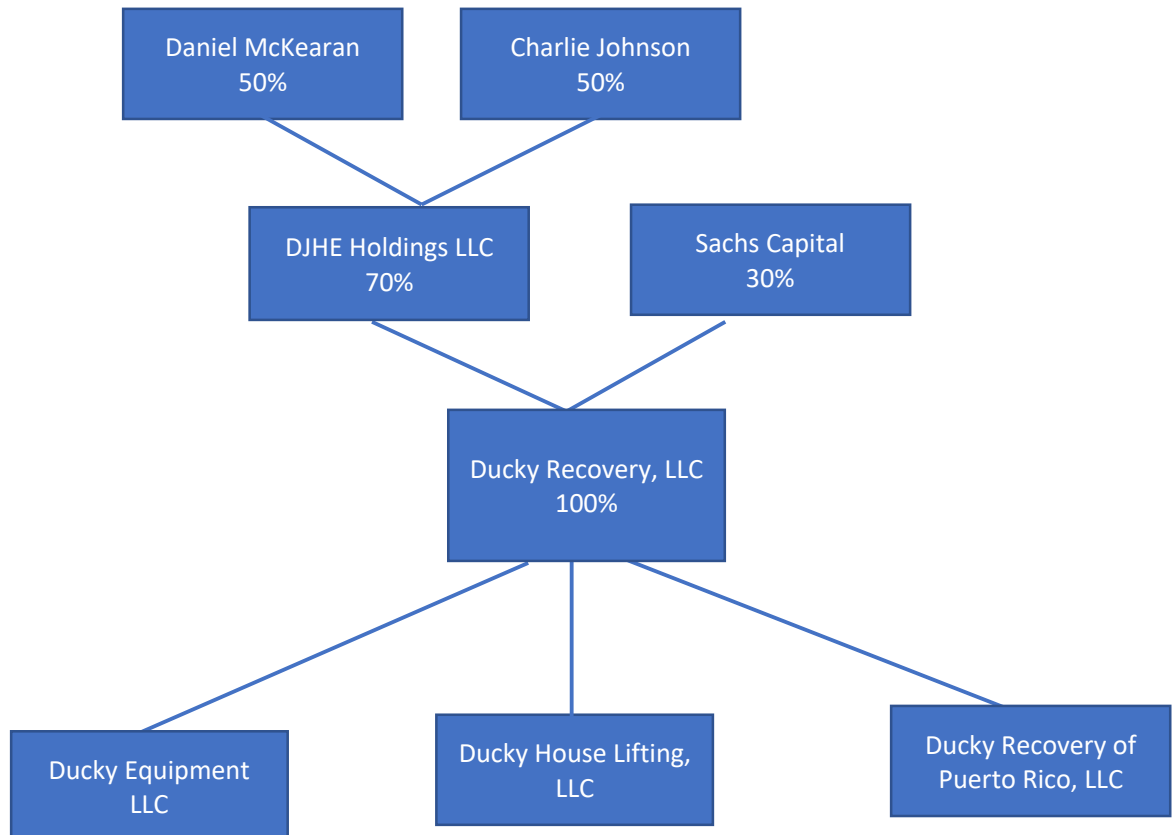 Daniel McKearan
50%
Charlie Johnson
50%
DJHE Holdings LLC
70%
Sachs Capital
30%
Ducky Recovery, LLC
100%
Ducky Equipment
LLC
Ducky House Lifting,
LLC
Ducky Recovery of
Puerto Rico, LLC